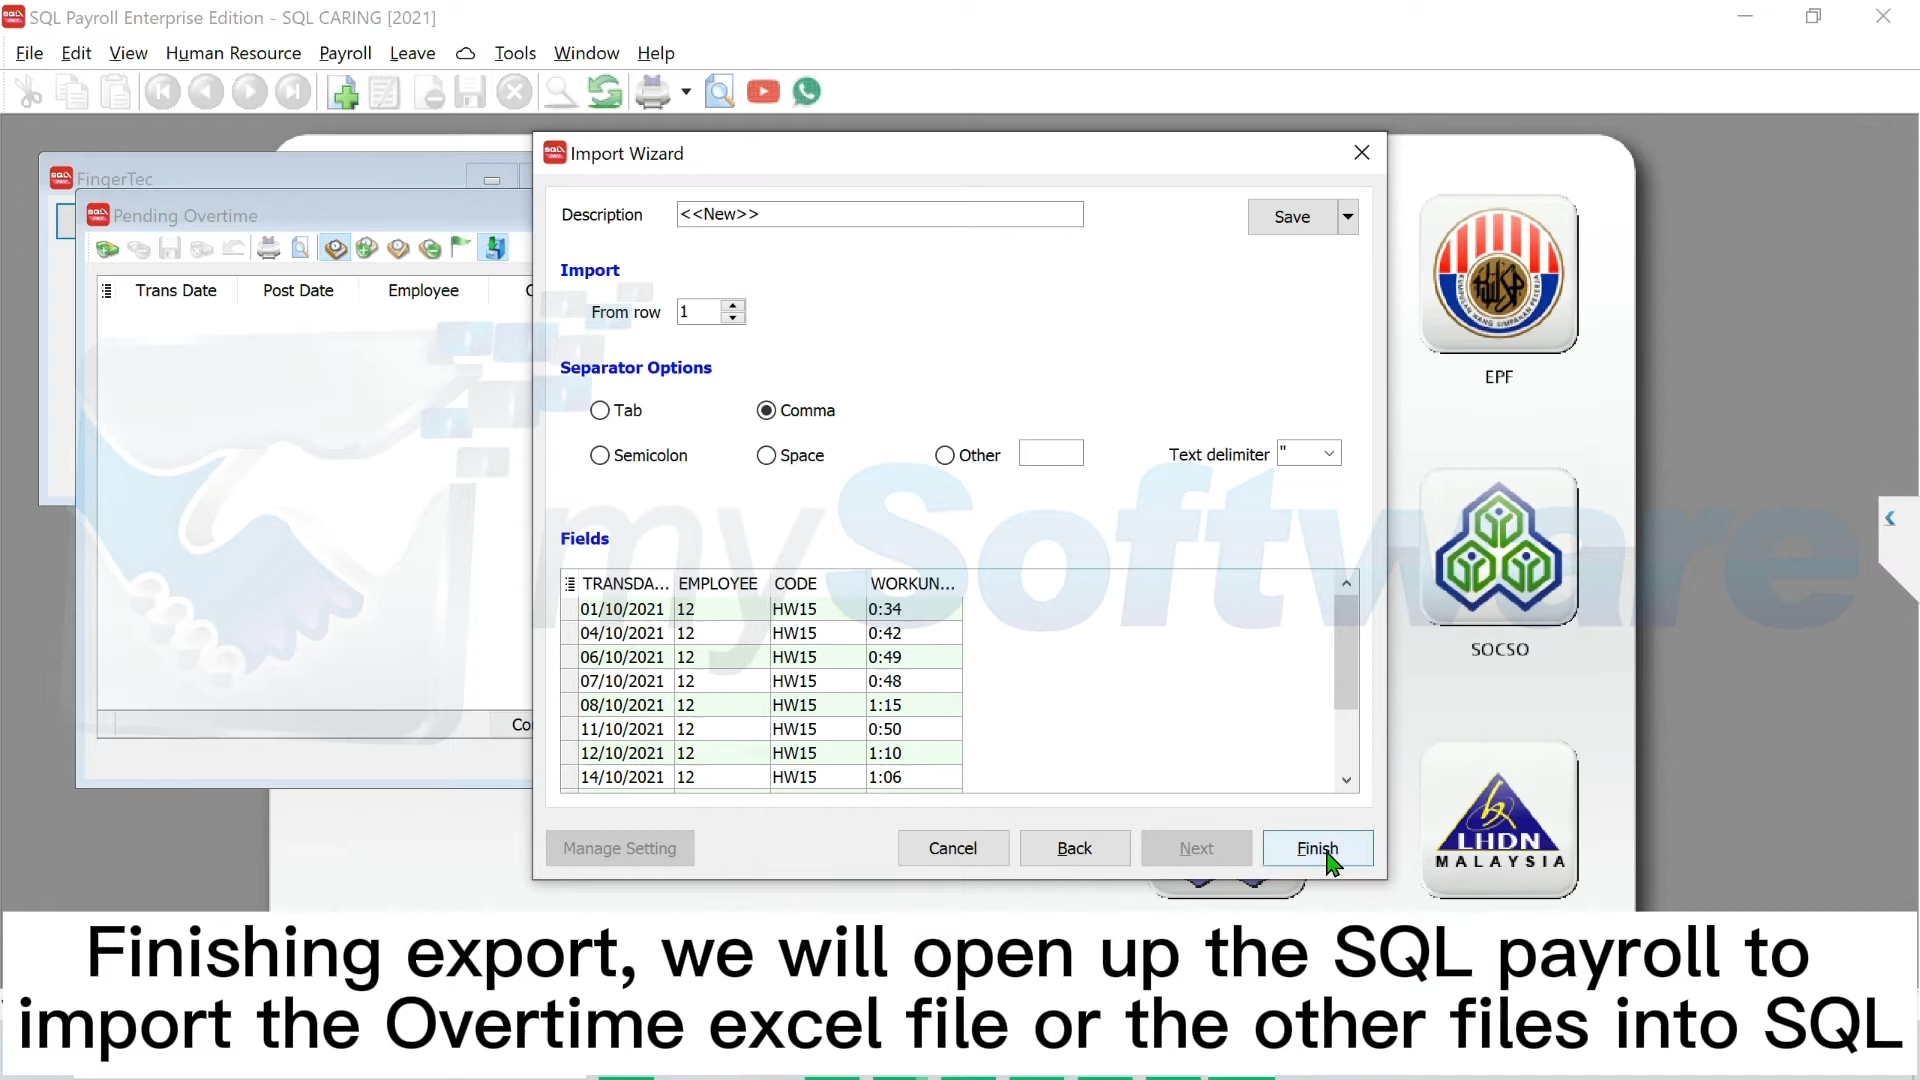 SQL Payroll Enterprise Edition - SQL CARING [2021]
File Edit View Human Resource Payroll Leave Tools Window Help
FingerTec
Pending Overtime
Trans Date Post Date Employee
Import Wizard
Description <<New>> Save
Import
From row 1
Separator Options
Tab Comma
Semicolon Space Other Text delimiter "
Fields
TRANSDA... EMPLOYEE CODE WORKUN...
01/10/2021 12 HW15 0:34
04/10/2021 12 HW15 0:42
06/10/2021 12 HW15 0:49
07/10/2021 12 HW15 0:48
08/10/2021 12 HW15 1:15
11/10/2021 12 HW15 0:50
12/10/2021 12 HW15 1:10
14/10/2021 12 HW15 1:06
Manage Setting Cancel Back Next Finish
EPF
SOCSO
LHDN
MALAYSIA
mySoftware
Finishing export, we will open up the SQL payroll to
import the Overtime excel file or the other files into SQL